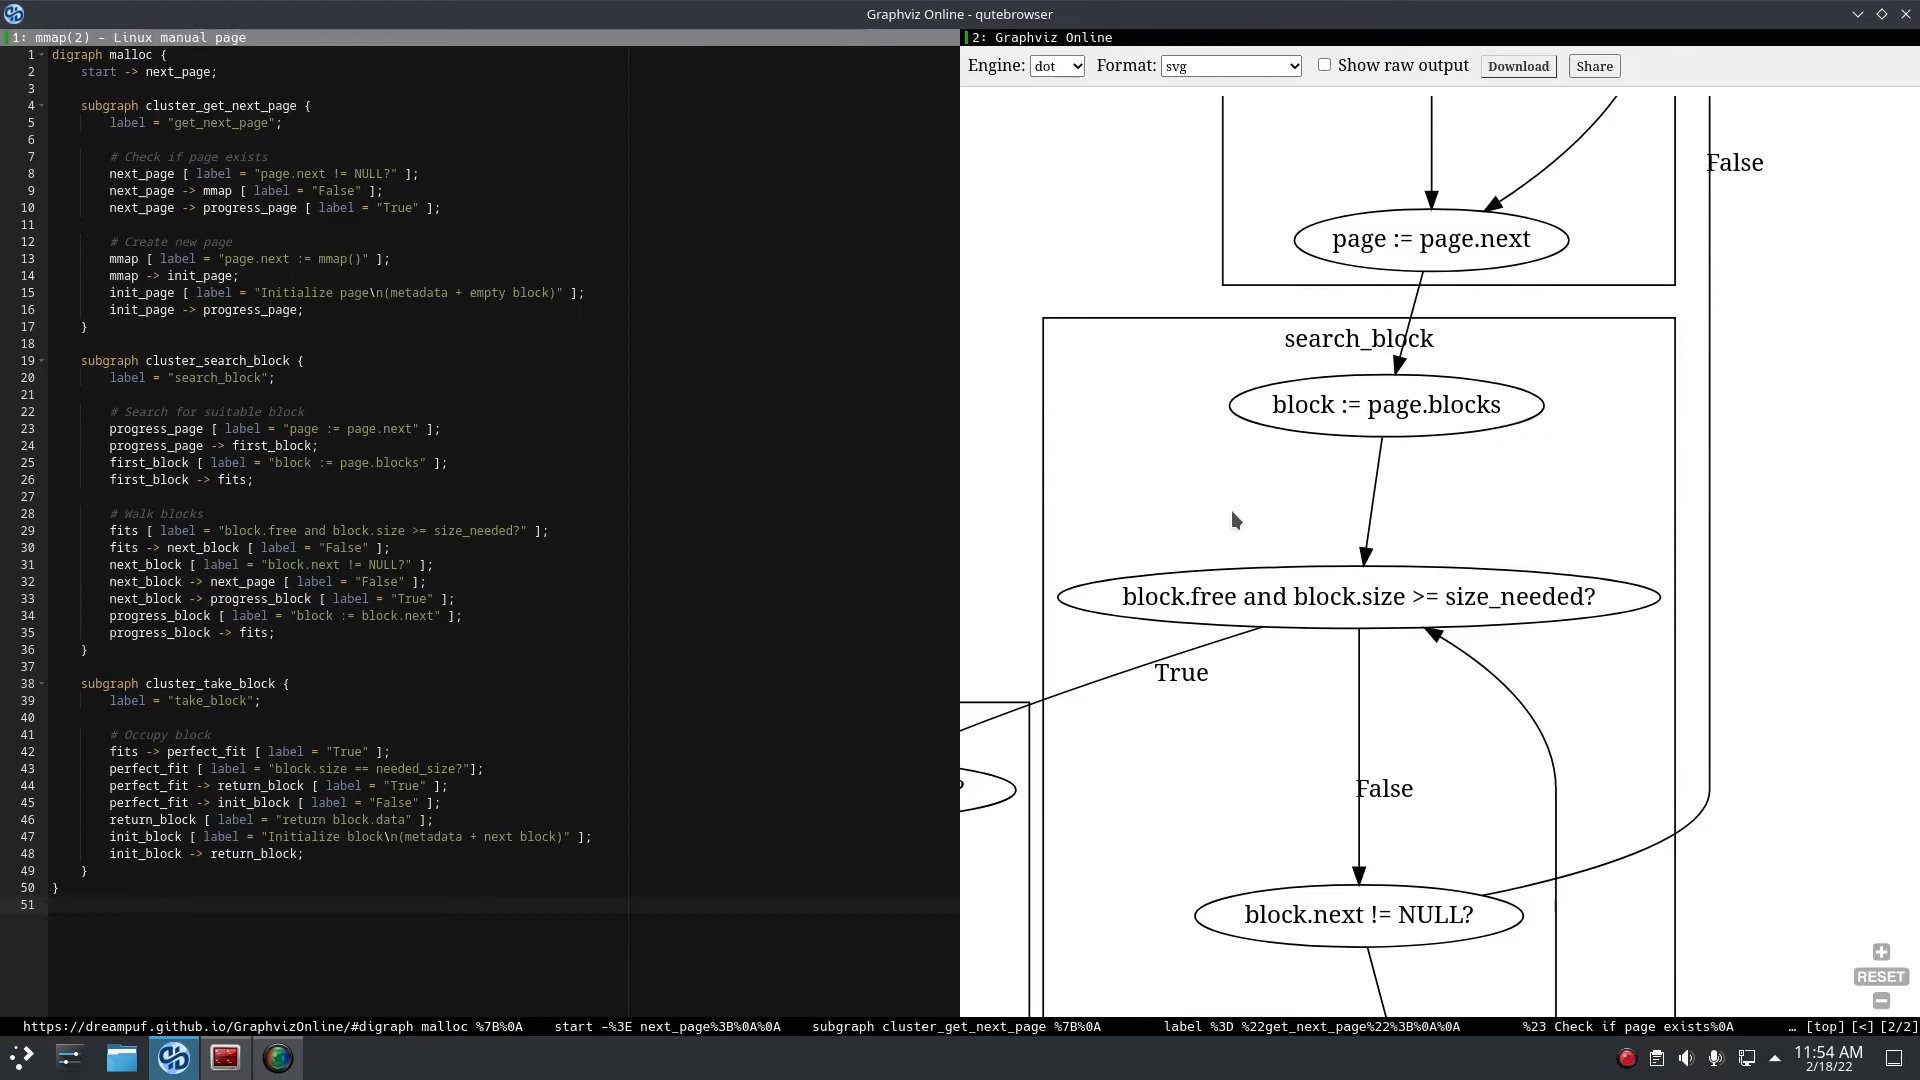 Graphviz Online - qutebrowser
1: mmap(2) - Linux manual page
2: Graphviz Online
1 digraph malloc {
2 start -> next_page;
3
4 subgraph cluster_get_next_page {
5 label = "get_next_page";
6
7 # Check if page exists
8 next_page [ label = "page.next != NULL?" ];
9 next_page -> mmap [ label = "False" ];
10 next_page -> progress_page [ label = "True" ];
11
12 # Create new page
13 mmap [ label = "page.next := mmap()" ];
14 mmap -> init_page;
15 init_page [ label = "Initialize page\n(metadata + empty block)" ];
16 init_page -> progress_page;
17 }
18
19 subgraph cluster_search_block {
20 label = "search_block";
21
22 # Search for suitable block
23 progress_page [ label = "page := page.next" ];
24 progress_page -> first_block;
25 first_block [ label = "block := page.blocks" ];
26 first_block -> fits;
27
28 # Walk blocks
29 fits [ label = "block.free and block.size >= size_needed?" ];
30 fits -> next_block [ label = "False" ];
31 next_block [ label = "block.next != NULL?" ];
32 next_block -> next_page [ label = "False" ];
33 next_block -> progress_block [ label = "True" ];
34 progress_block [ label = "block := block.next" ];
35 progress_block -> fits;
36 }
37
38 subgraph cluster_take_block {
39 label = "take_block";
40
41 # Occupy block
42 fits -> perfect_fit [ label = "True" ];
43 perfect_fit [ label = "block.size == needed_size?"];
44 perfect_fit -> return_block [ label = "True" ];
45 perfect_fit -> init_block [ label = "False" ];
46 return_block [ label = "return block.data" ];
47 init_block [ label = "Initialize block\n(metadata + next block)" ];
48 init_block -> return_block;
49 }
50 }
51
Engine: dot Format: svg Show raw output Download Share
False
page := page.next
search_block
block := page.blocks
block.free and block.size >= size_needed?
True
?
False
block.next != NULL?
RESET
https://dreampuf.github.io/GraphvizOnline/#digraph malloc %7B%0A    start -%3E next_page%3B%0A%0A    subgraph cluster_get_next_page %7B%0A        label %3D %22get_next_page%22%3B%0A%0A        %23 Check if page exists%0A       … [top] [<] [2/2]
11:54 AM
2/18/22